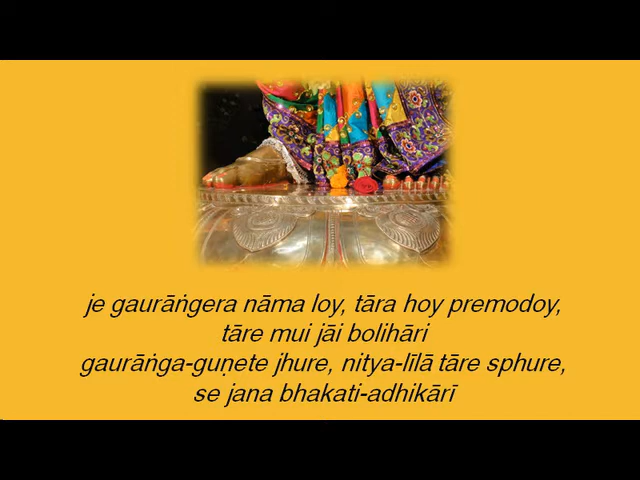 je gaurāṅgera nāma loy, tāra hoy premodoy,
tāre mui jāi bolihāri
gaurāṅga-guṇete jhure, nitya-līlā tāre sphure,
se jana bhakati-adhikārī